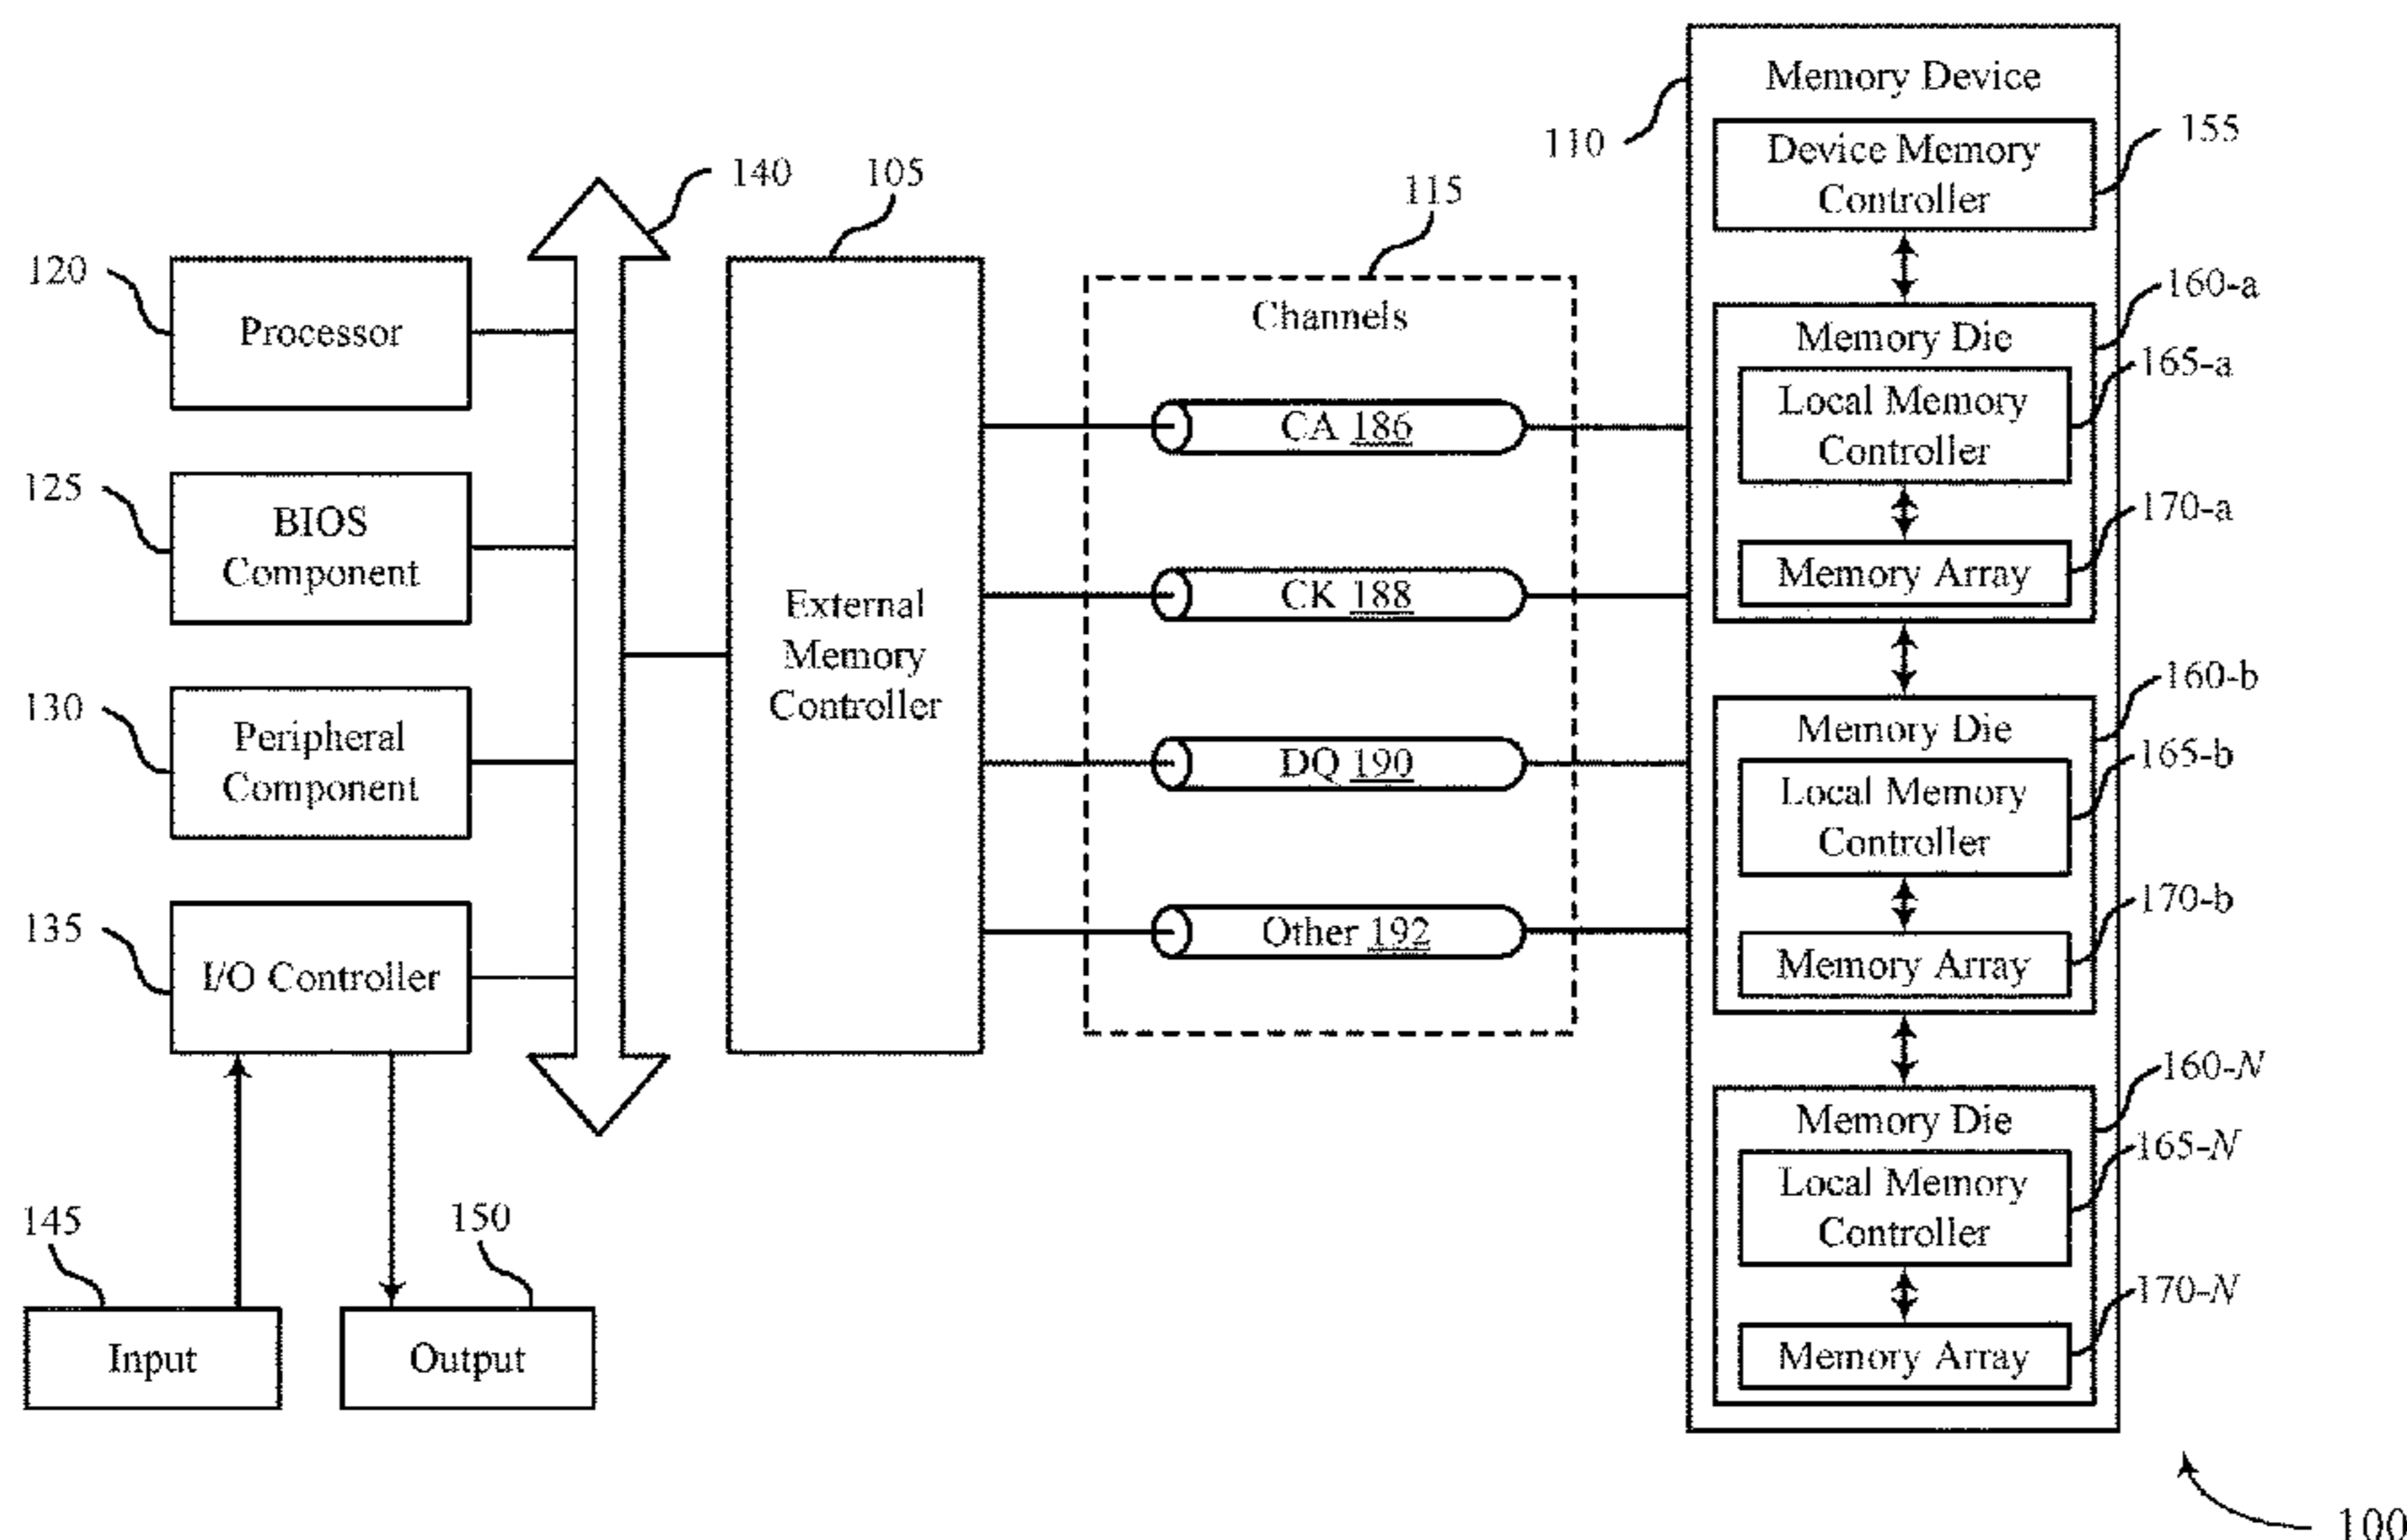 120
Processor
125
BIOS
Component
130
Peripheral
Component
135
I/O Controller
145
Input
150
Output
140
105
External
Memory
Controller
115
Channels
CA 186
CK 188
DQ 190
Other 192
110
Memory Device
Device Memory
Controller
155
160-a
Memory Die
165-a
Local Memory
Controller
170-a
Memory Array
160-b
Memory Die
165-b
Local Memory
Controller
170-b
Memory Array
160-N
Memory Die
165-N
Local Memory
Controller
170-N
Memory Array
100